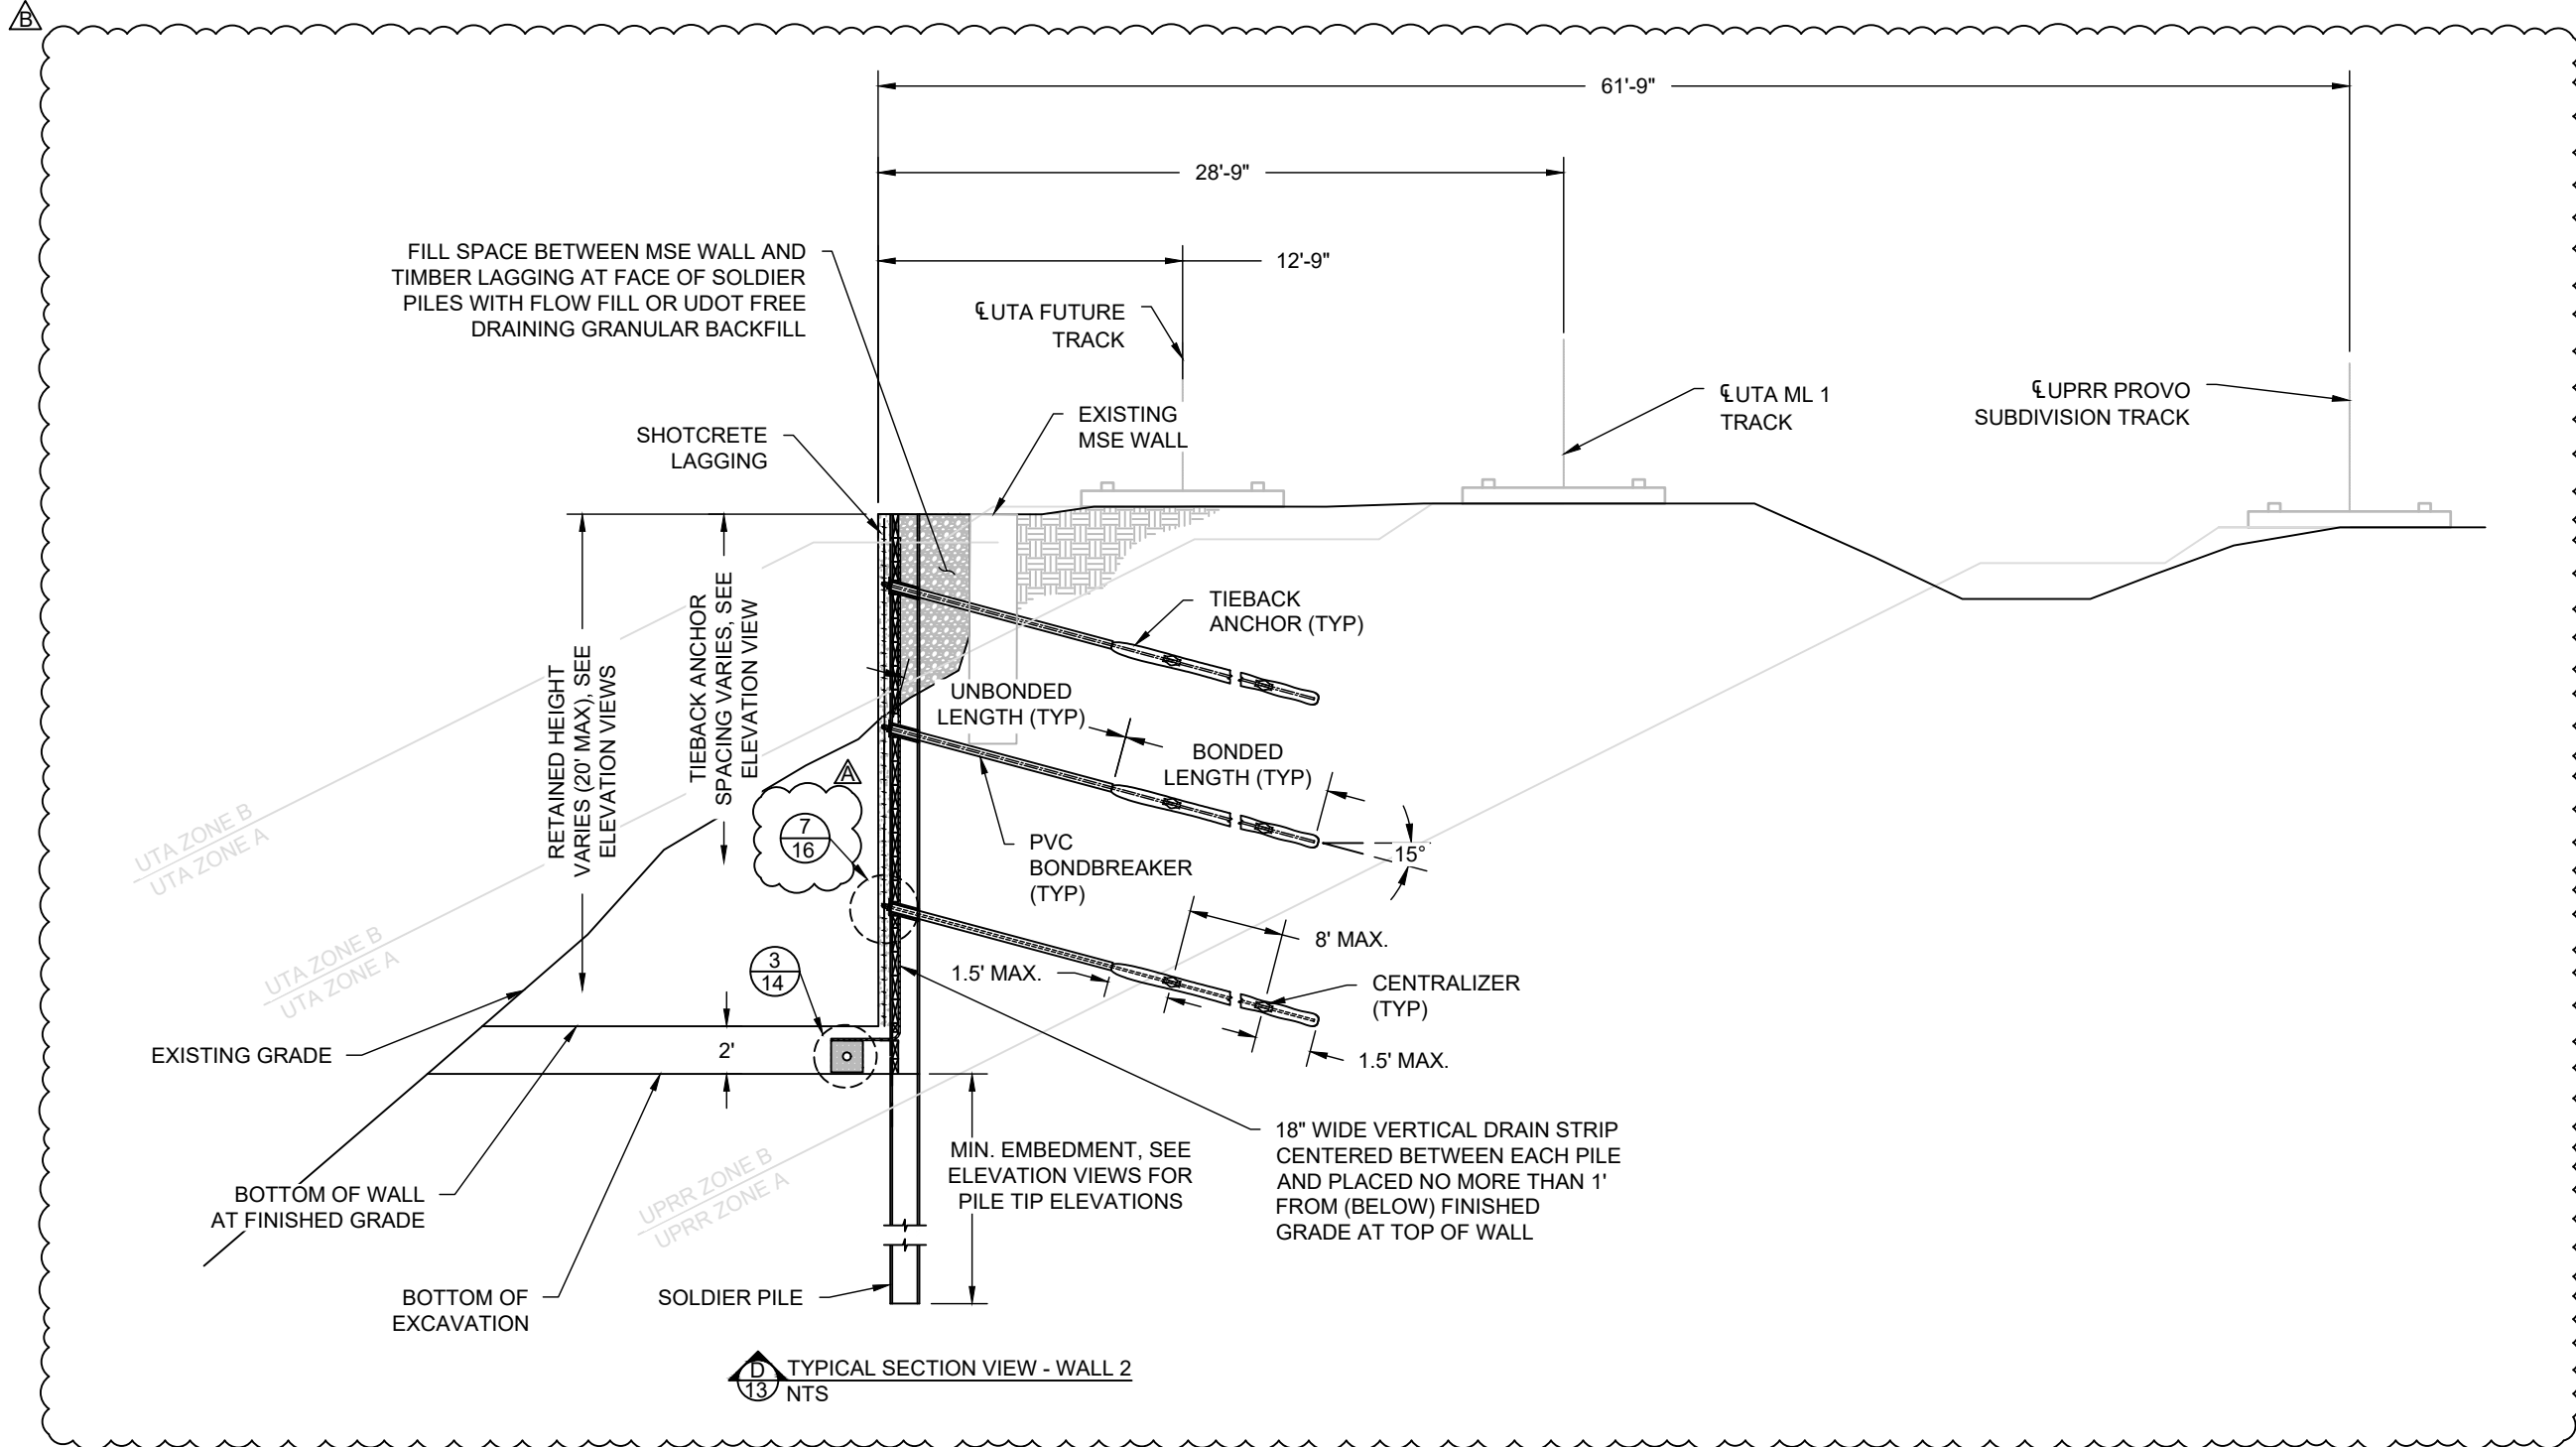 B
61'-9"
28'-9"
12'-9"
FILL SPACE BETWEEN MSE WALL AND
TIMBER LAGGING AT FACE OF SOLDIER
PILES WITH FLOW FILL OR UDOT FREE
DRAINING GRANULAR BACKFILL
℄UTA FUTURE
TRACK
SHOTCRETE
LAGGING
EXISTING
MSE WALL
℄UTA ML 1
TRACK
℄UPRR PROVO
SUBDIVISION TRACK
RETAINED HEIGHT
VARIES (20' MAX), SEE
ELEVATION VIEWS
TIEBACK ANCHOR
SPACING VARIES, SEE
ELEVATION VIEW
TIEBACK
ANCHOR (TYP)
UNBONDED
LENGTH (TYP)
BONDED
LENGTH (TYP)
A
7
16
PVC
BONDBREAKER
(TYP)
15°
UTA ZONE B
UTA ZONE A
UTA ZONE B
UTA ZONE A
3
14
8' MAX.
1.5' MAX.
CENTRALIZER
(TYP)
1.5' MAX.
EXISTING GRADE
2'
18" WIDE VERTICAL DRAIN STRIP
CENTERED BETWEEN EACH PILE
AND PLACED NO MORE THAN 1'
FROM (BELOW) FINISHED
GRADE AT TOP OF WALL
MIN. EMBEDMENT, SEE
ELEVATION VIEWS FOR
PILE TIP ELEVATIONS
UPRR ZONE B
UPRR ZONE A
BOTTOM OF WALL
AT FINISHED GRADE
BOTTOM OF
EXCAVATION
SOLDIER PILE
D
13
TYPICAL SECTION VIEW - WALL 2
NTS